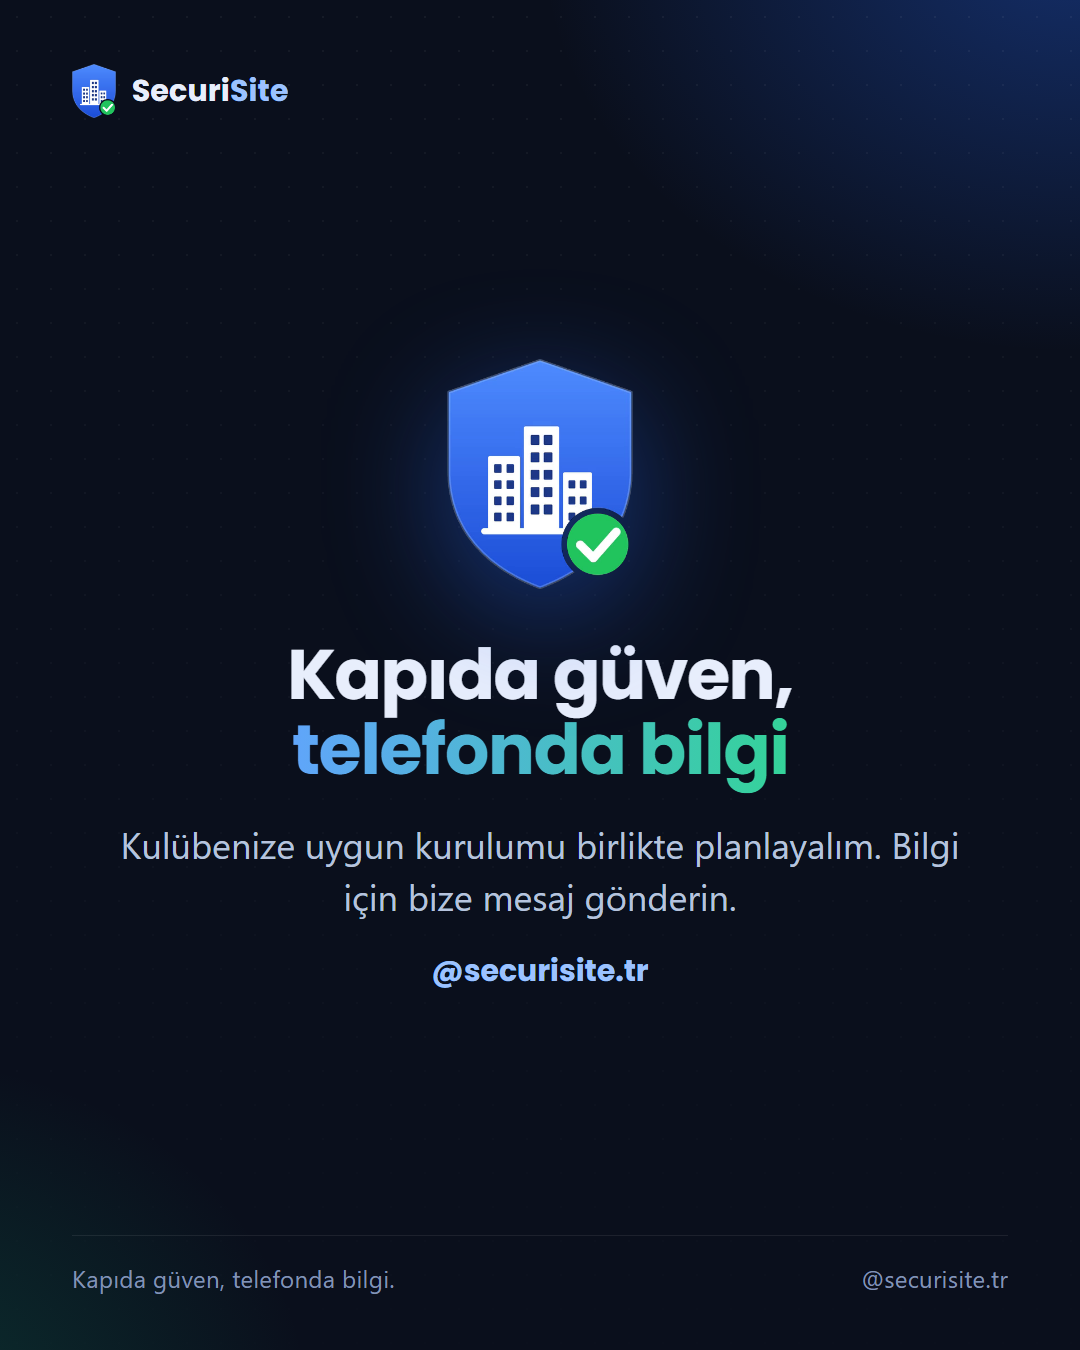 SecuriSite
Kapıda güven,
telefonda bilgi
Kulübenize uygun kurulumu birlikte planlayalım. Bilgi
için bize mesaj gönderin.
@securisite.tr
Kapıda güven, telefonda bilgi.
@securisite.tr